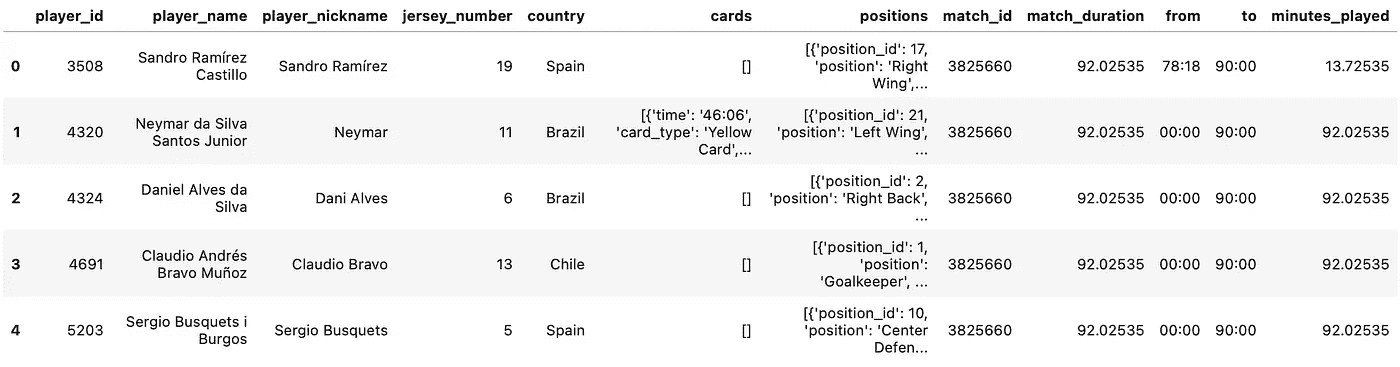 player_id player_name player_nickname jersey_number country cards positions match_id match_duration from to minutes_played
[{'position_id': 17,
Sandro Ramírez 'position': 'Right
0 3508 Castillo Sandro Ramírez 19 Spain [] Wing',... 3825660 92.02535 78:18 90:00 13.72535
[{'time': '46:06', [{'position_id': 21,
Neymar da Silva 'card_type': 'Yellow 'position': 'Left Wing',
1 4320 Santos Junior Neymar 11 Brazil Card',... ... 3825660 92.02535 00:00 90:00 92.02535
[{'position_id': 2,
Daniel Alves da 'position': 'Right Back',
2 4324 Silva Dani Alves 6 Brazil [] ... 3825660 92.02535 00:00 90:00 92.02535
[{'position_id': 1,
Claudio Andrés 'position':
3 4691 Bravo Muñoz Claudio Bravo 13 Chile [] 'Goalkeeper', ... 3825660 92.02535 00:00 90:00 92.02535
[{'position_id': 10,
Sergio Busquets i 'position': 'Center
4 5203 Burgos Sergio Busquets 5 Spain [] Defen... 3825660 92.02535 00:00 90:00 92.02535